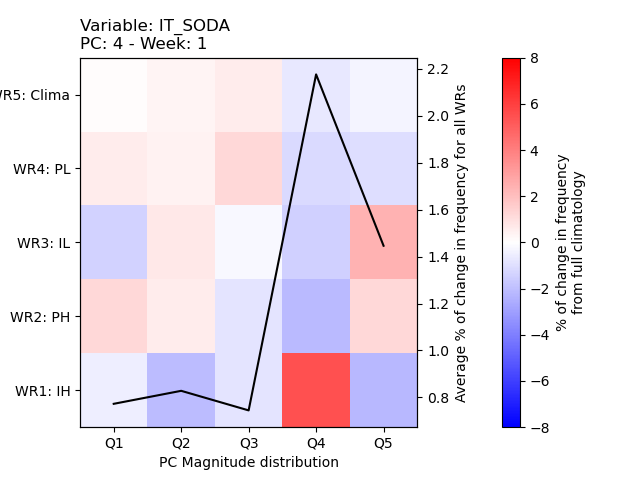 Variable: IT_SODA
PC: 4 - Week: 1
WR5: Clima
WR4: PL
WR3: IL
WR2: PH
WR1: IH
Q1 Q2 Q3 Q4 Q5
PC Magnitude distribution
2.2
2.0
1.8
1.6
1.4
1.2
1.0
0.8
Average % of change in frequency for all WRs
8
6
4
2
0
−2
−4
−6
−8
% of change in frequency
from full climatology